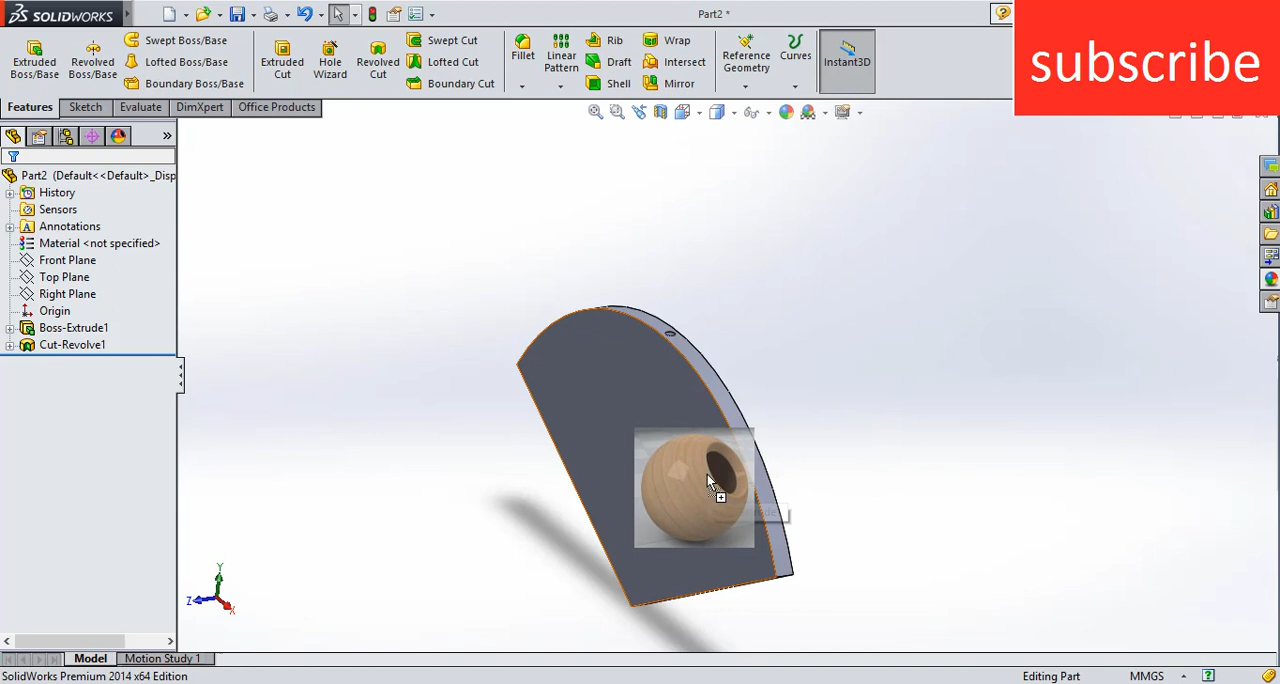 SOLIDWORKS
Part2 *
subscribe
Extruded Boss/Base
Revolved Boss/Base
Swept Boss/Base
Lofted Boss/Base
Boundary Boss/Base
Extruded Cut
Hole Wizard
Revolved Cut
Swept Cut
Lofted Cut
Boundary Cut
Fillet
Linear Pattern
Rib
Draft
Shell
Wrap
Intersect
Mirror
Reference Geometry
Curves
Instant3D
Features
Sketch
Evaluate
DimXpert
Office Products
Part2 (Default<<Default>_Disp
History
Sensors
Annotations
Material <not specified>
Front Plane
Top Plane
Right Plane
Origin
Boss-Extrude1
Cut-Revolve1
Y
Z
X
Model
Motion Study 1
SolidWorks Premium 2014 x64 Edition
Editing Part
MMGS